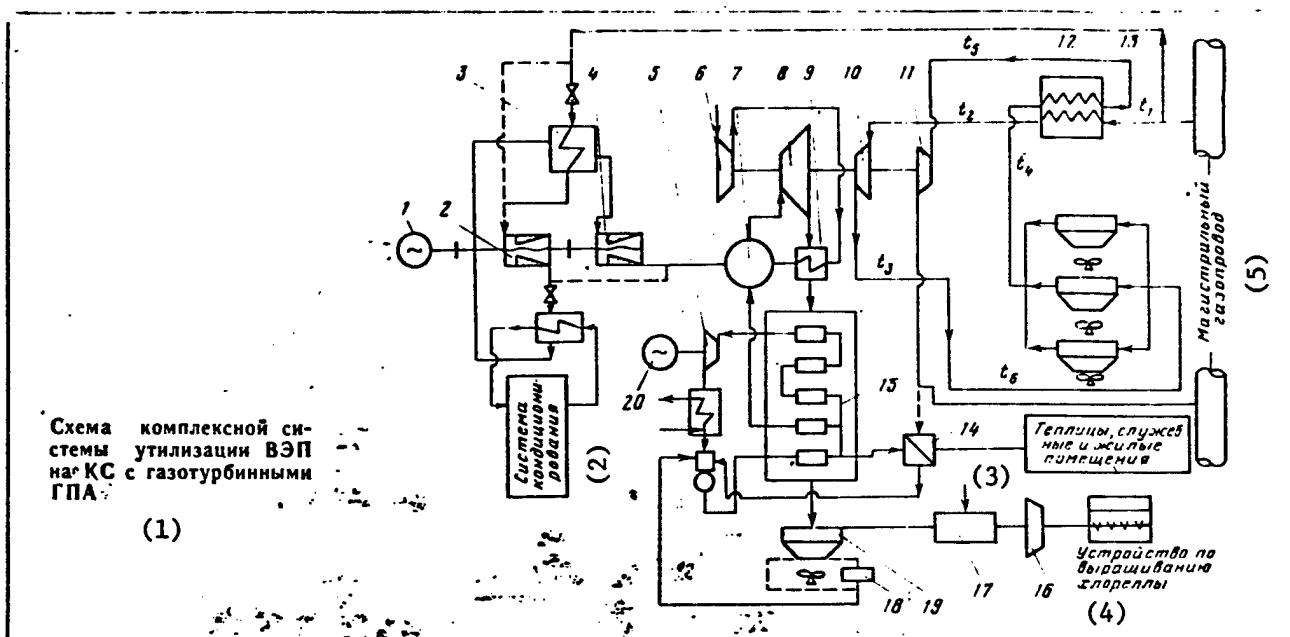 t₅ 12 13
3 4 5 6 7 8 9 10 11
t₂
t₁
t₄
1 2
t₃
t₆
Магистральный
газопровод
(5)
20
15
14
Система
кондициони-
рования
(2)
Схема комплексной си-
стемы утилизации ВЭП
на КС с газотурбинными
ГПА
(1)
Теплицы, служеб
ные и жилые
помещения
(3)
18 19 17 16
Устройство по
выращиванию
хлореллы
(4)